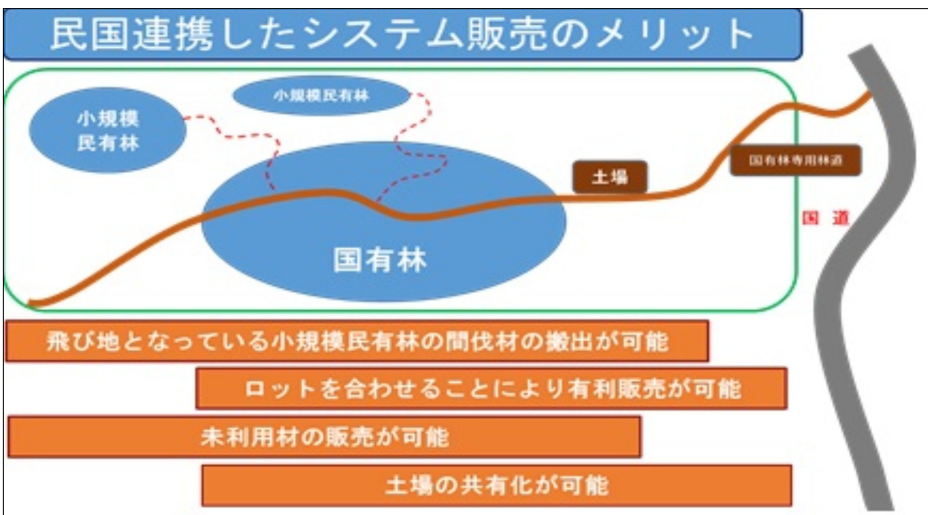 民国連携したシステム販売のメリット
小規模民有林
小規模
民有林
土場
国有林専用林道
国道
国有林
飛び地となっている小規模民有林の間伐材の搬出が可能
ロットを合わせることにより有利販売が可能
未利用材の販売が可能
土場の共有化が可能